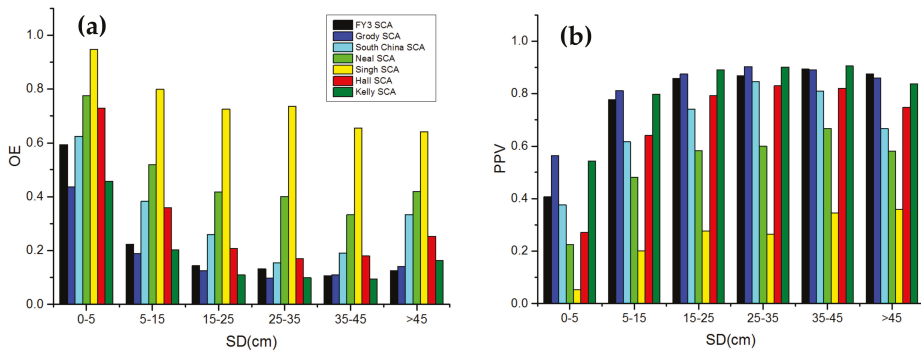 (a)
FY3 SCA
Grody SCA
South China SCA
Neal SCA
Singh SCA
Hall SCA
Kelly SCA
OE
1.0
0.8
0.6
0.4
0.2
0.0
0-5 5-15 15-25 25-35 35-45 >45
SD(cm)
(b)
PPV
1.0
0.8
0.6
0.4
0.2
0.0
0-5 5-15 15-25 25-35 35-45 >45
SD(cm)